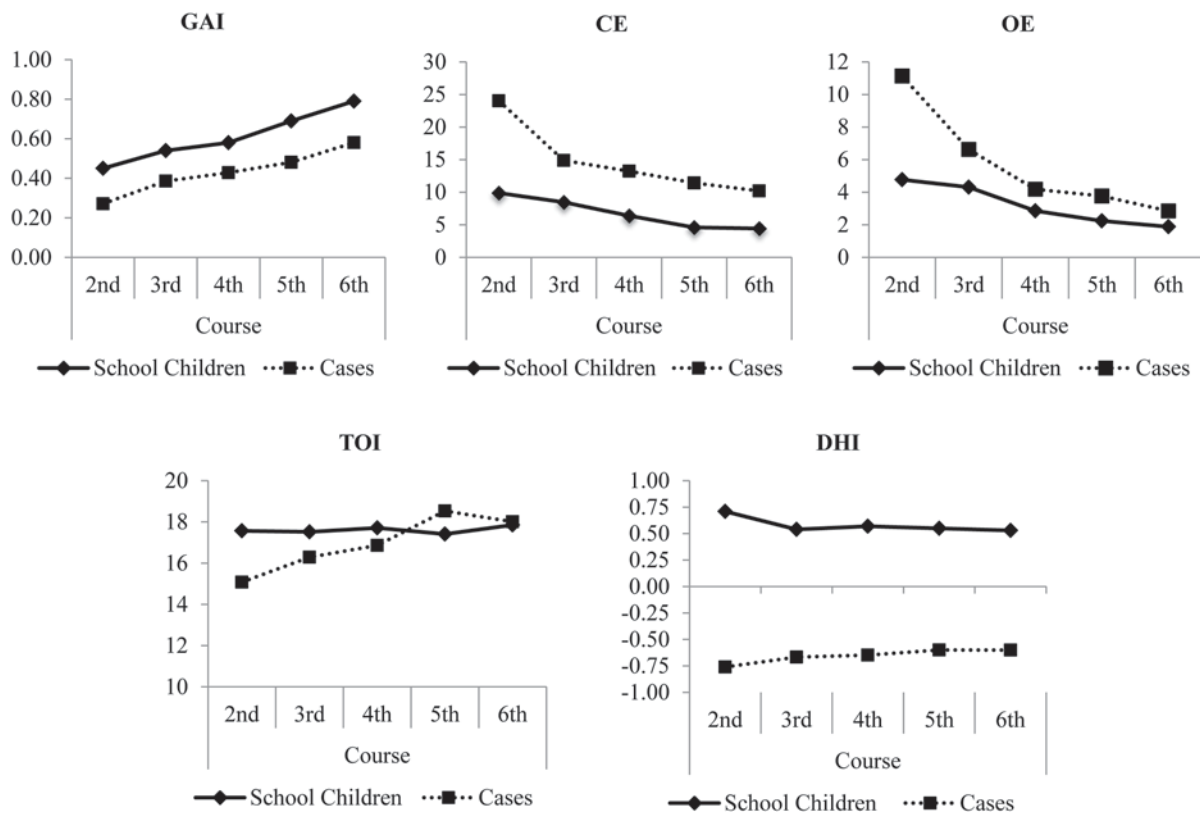 GAI
1.00
0.80
0.60
0.40
0.20
0.00
2nd 3rd 4th 5th 6th
Course
School Children Cases
CE
30
25
20
15
10
5
0
2nd 3rd 4th 5th 6th
Course
School Children Cases
OE
12
10
8
6
4
2
0
2nd 3rd 4th 5th 6th
Course
School Children Cases
TOI
20
18
16
14
12
10
2nd 3rd 4th 5th 6th
Course
School Children Cases
DHI
1.00
0.75
0.50
0.25
0.00
-0.25
-0.50
-0.75
-1.00
2nd 3rd 4th 5th 6th
Course
School Children Cases